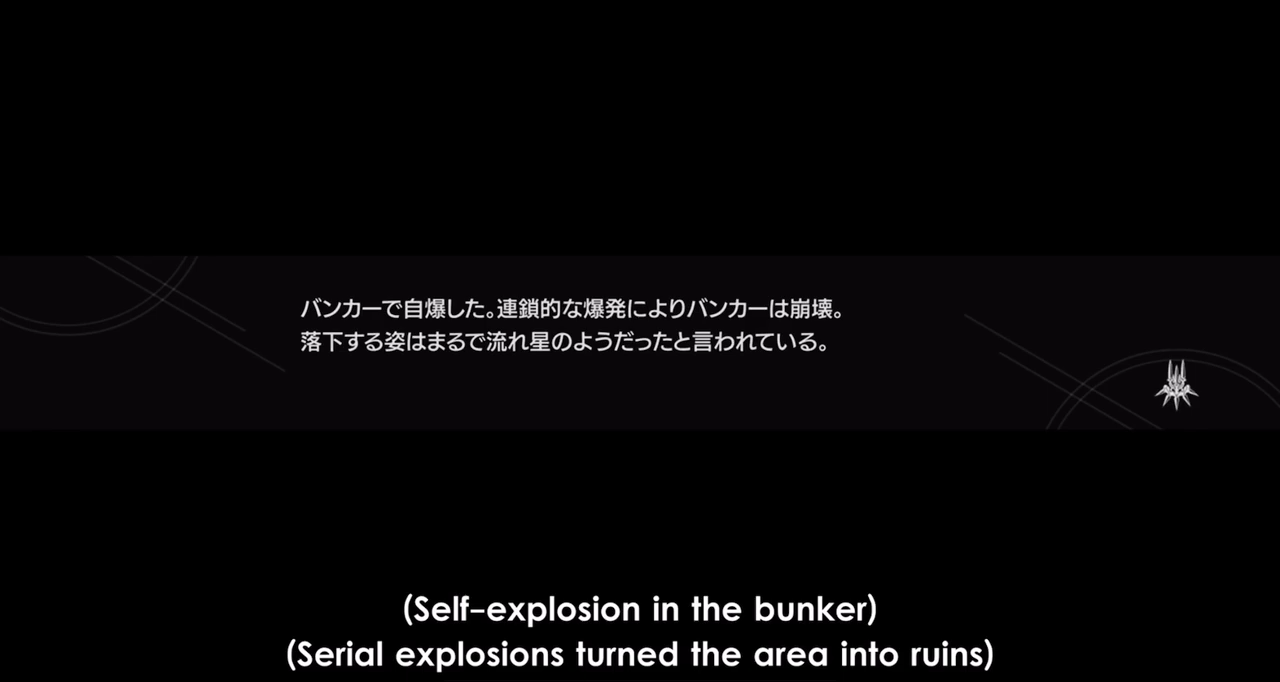 バンカーで自爆した。連鎖的な爆発によりバンカーは崩壊。
落下する姿はまるで流れ星のようだったと言われている。
(Self-explosion in the bunker)
(Serial explosions turned the area into ruins)